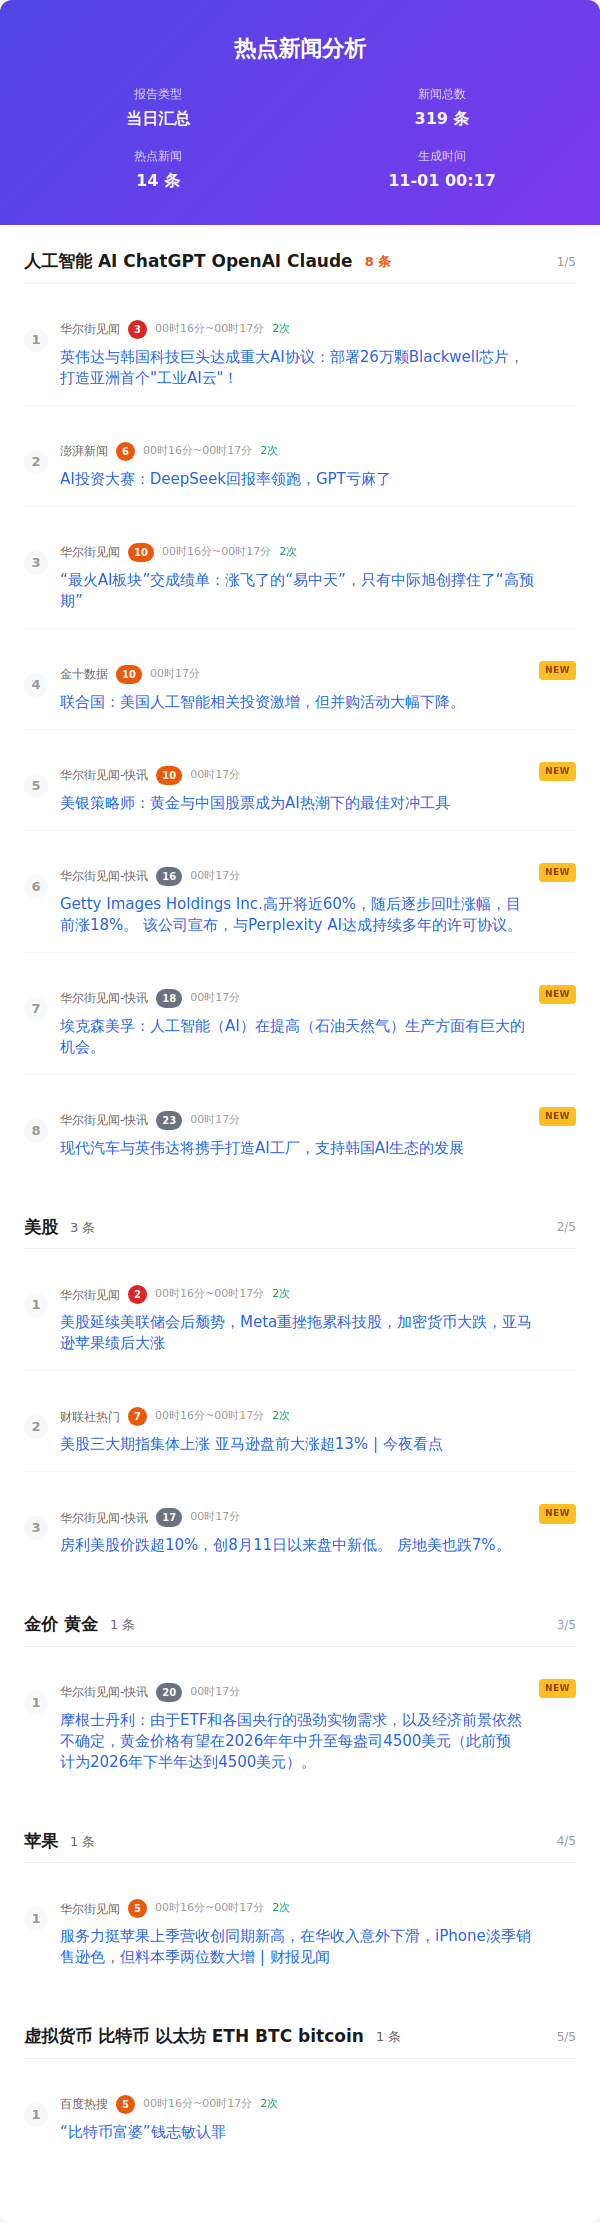 热点新闻分析
报告类型
新闻总数
当日汇总
319 条
热点新闻
生成时间
14 条
11-01 00:17
人工智能 AI ChatGPT OpenAI Claude 8 条 1/5
1
华尔街见闻 3 00时16分~00时17分 2次
英伟达与韩国科技巨头达成重大AI协议：部署26万颗Blackwell芯片，
打造亚洲首个"工业AI云"！
2
澎湃新闻 6 00时16分~00时17分 2次
AI投资大赛：DeepSeek回报率领跑，GPT亏麻了
3
华尔街见闻 10 00时16分~00时17分 2次
“最火AI板块”交成绩单：涨飞了的“易中天”，只有中际旭创撑住了“高预
期”
4
金十数据 10 00时17分 NEW
联合国：美国人工智能相关投资激增，但并购活动大幅下降。
5
华尔街见闻-快讯 10 00时17分 NEW
美银策略师：黄金与中国股票成为AI热潮下的最佳对冲工具
6
华尔街见闻-快讯 16 00时17分 NEW
Getty Images Holdings Inc.高开将近60%，随后逐步回吐涨幅，目
前涨18%。 该公司宣布，与Perplexity AI达成持续多年的许可协议。
7
华尔街见闻-快讯 18 00时17分 NEW
埃克森美孚：人工智能（AI）在提高（石油天然气）生产方面有巨大的
机会。
8
华尔街见闻-快讯 23 00时17分 NEW
现代汽车与英伟达将携手打造AI工厂，支持韩国AI生态的发展
美股 3 条 2/5
1
华尔街见闻 2 00时16分~00时17分 2次
美股延续美联储会后颓势，Meta重挫拖累科技股，加密货币大跌，亚马
逊苹果绩后大涨
2
财联社热门 7 00时16分~00时17分 2次
美股三大期指集体上涨 亚马逊盘前大涨超13% | 今夜看点
3
华尔街见闻-快讯 17 00时17分 NEW
房利美股价跌超10%，创8月11日以来盘中新低。 房地美也跌7%。
金价 黄金 1 条 3/5
1
华尔街见闻-快讯 20 00时17分 NEW
摩根士丹利：由于ETF和各国央行的强劲实物需求，以及经济前景依然
不确定，黄金价格有望在2026年年中升至每盎司4500美元（此前预
计为2026年下半年达到4500美元）。
苹果 1 条 4/5
1
华尔街见闻 5 00时16分~00时17分 2次
服务力挺苹果上季营收创同期新高，在华收入意外下滑，iPhone淡季销
售逊色，但料本季两位数大增 | 财报见闻
虚拟货币 比特币 以太坊 ETH BTC bitcoin 1 条 5/5
1
百度热搜 5 00时16分~00时17分 2次
“比特币富婆”钱志敏认罪